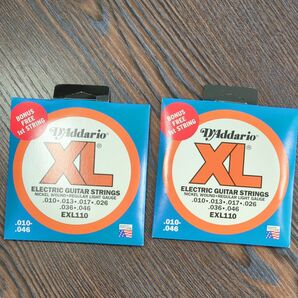 BONUS
FREE
1st STRING
D'Addario
XL
ELECTRIC GUITAR STRINGS
NICKEL WOUND • REGULAR LIGHT GAUGE
.010 • .013 • .017 • .026
.036 • .046
EXL110
.010-
.046
BONUS
FREE
1st STRING
D'Addario
XL
ELECTRIC GUITAR STRINGS
NICKEL WOUND • REGULAR LIGHT GAUGE
.010 • .013 • .017 • .026
.036 • .046
EXL110
.010-
.046